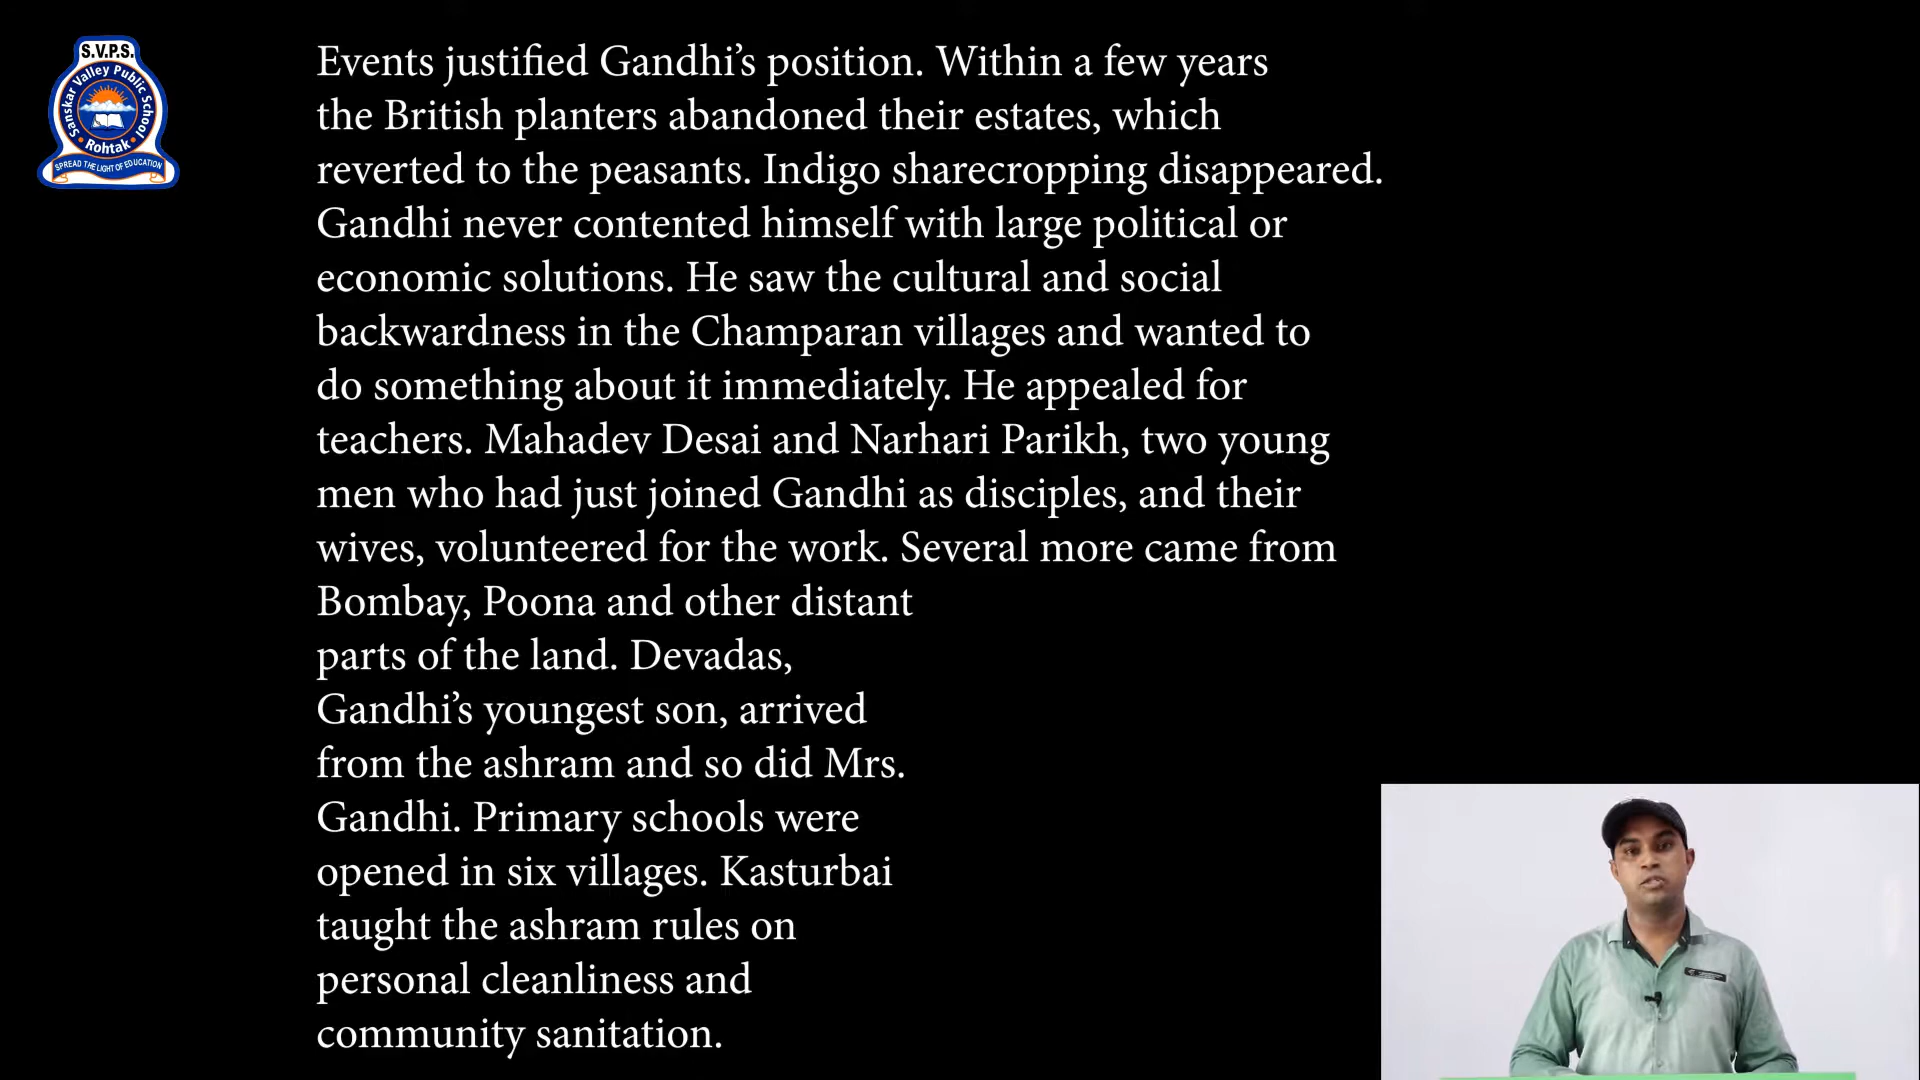 S.V.P.S.
Sanskar Valley Public School
Rohtak
SPREAD THE LIGHT OF EDUCATION
Events justified Gandhi’s position. Within a few years
the British planters abandoned their estates, which
reverted to the peasants. Indigo sharecropping disappeared.
Gandhi never contented himself with large political or
economic solutions. He saw the cultural and social
backwardness in the Champaran villages and wanted to
do something about it immediately. He appealed for
teachers. Mahadev Desai and Narhari Parikh, two young
men who had just joined Gandhi as disciples, and their
wives, volunteered for the work. Several more came from
Bombay, Poona and other distant
parts of the land. Devadas,
Gandhi’s youngest son, arrived
from the ashram and so did Mrs.
Gandhi. Primary schools were
opened in six villages. Kasturbai
taught the ashram rules on
personal cleanliness and
community sanitation.